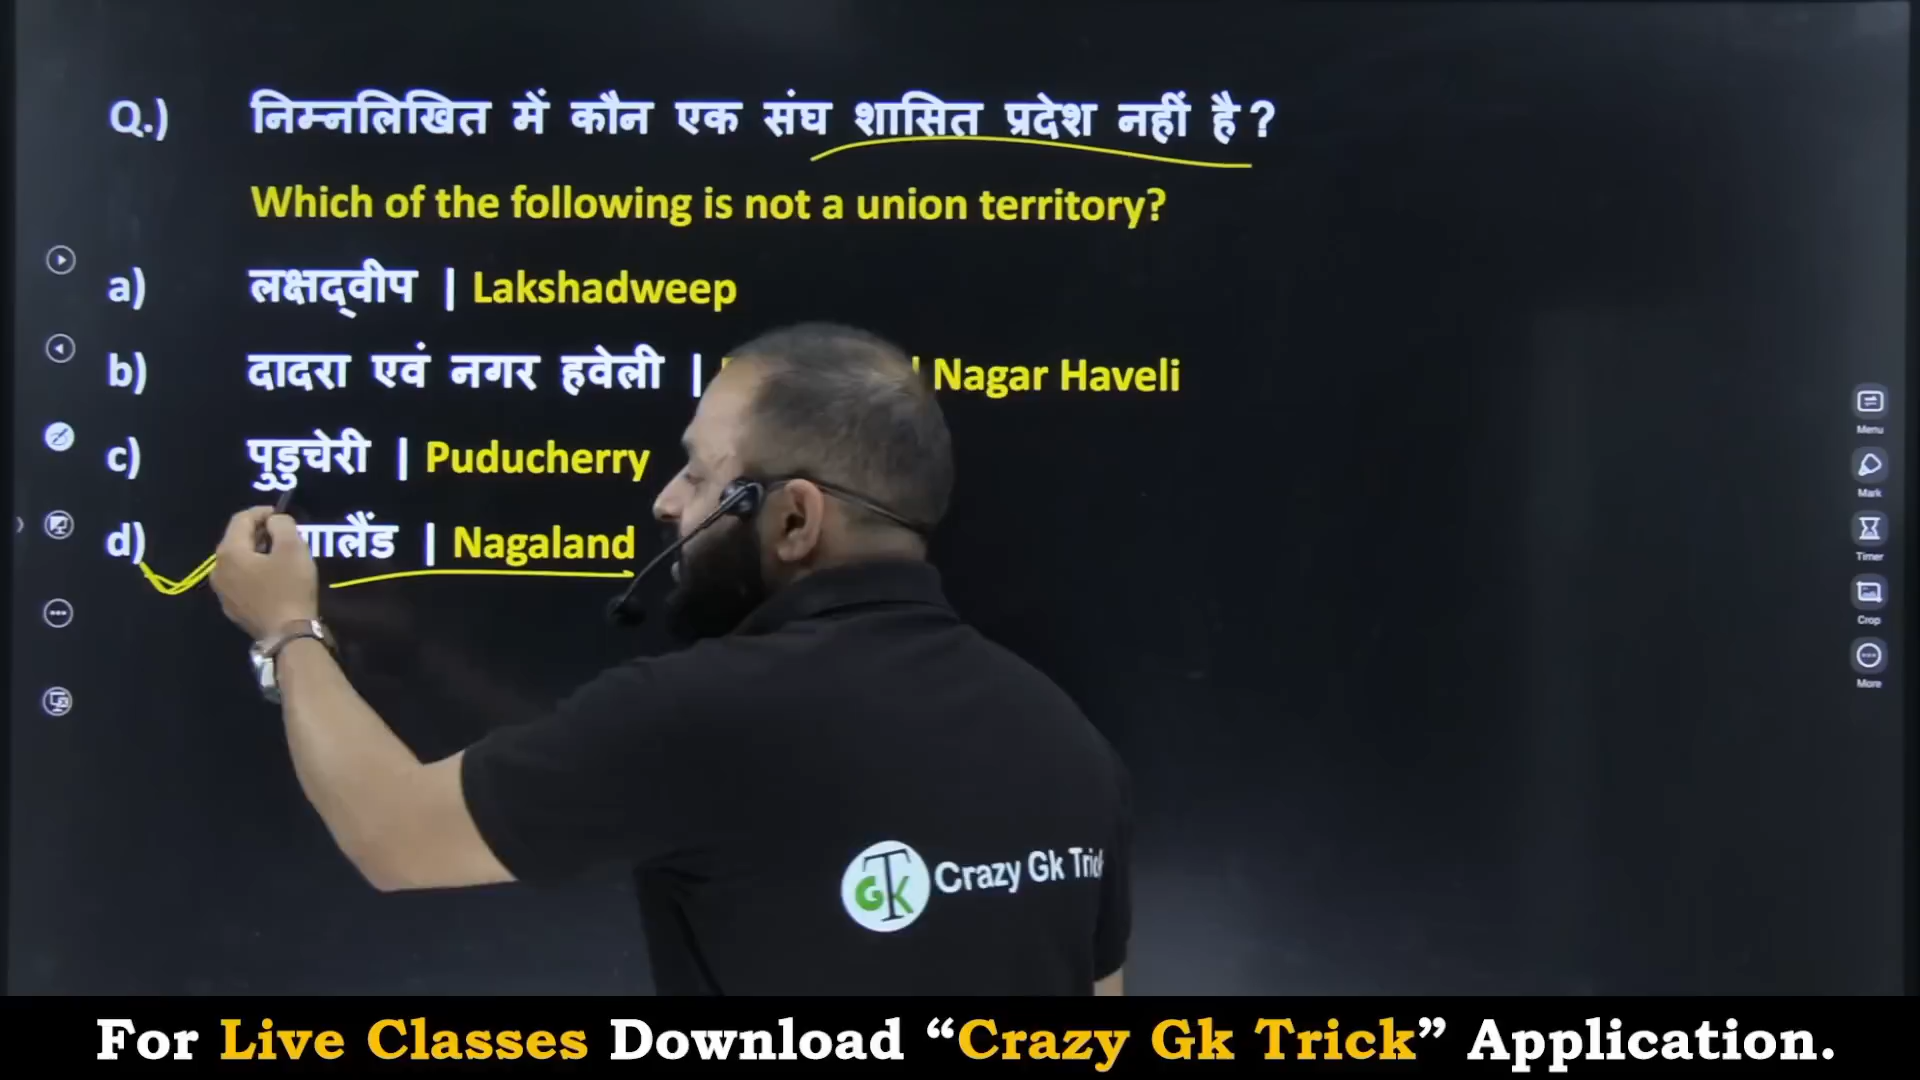 Q.) निम्नलिखित में कौन एक संघ शासित प्रदेश नहीं है ?
Which of the following is not a union territory?
a) लक्षद्वीप | Lakshadweep
b) दादरा एवं नगर हवेली | Nagar Haveli
c) पुडुचेरी | Puducherry
d) | Nagaland
Menu
Mark
Timer
Crop
More
GTK Crazy Gk
For Live Classes Download “Crazy Gk Trick” Application.